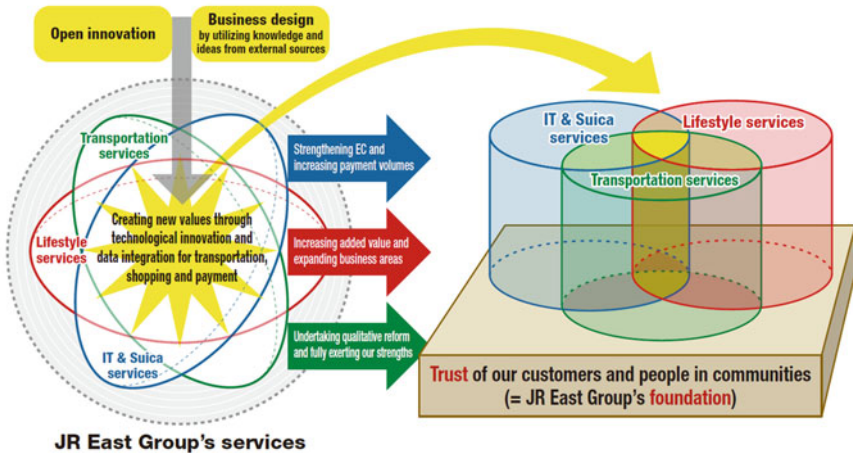 Open innovation
Business design
by utilizing knowledge and
ideas from external sources
Transportation
services
Creating new values through
technological innovation and
data integration for transportation,
shopping and payment
Lifestyle
services
IT & Suica
services
JR East Group's services
Strengthening EC and
increasing payment volumes
Increasing added value and
expanding business areas
Undertaking qualitative reform
and fully exerting our strengths
IT & Suica
services
Lifestyle services
Transportation services
Trust of our customers and people in communities
(= JR East Group's foundation)